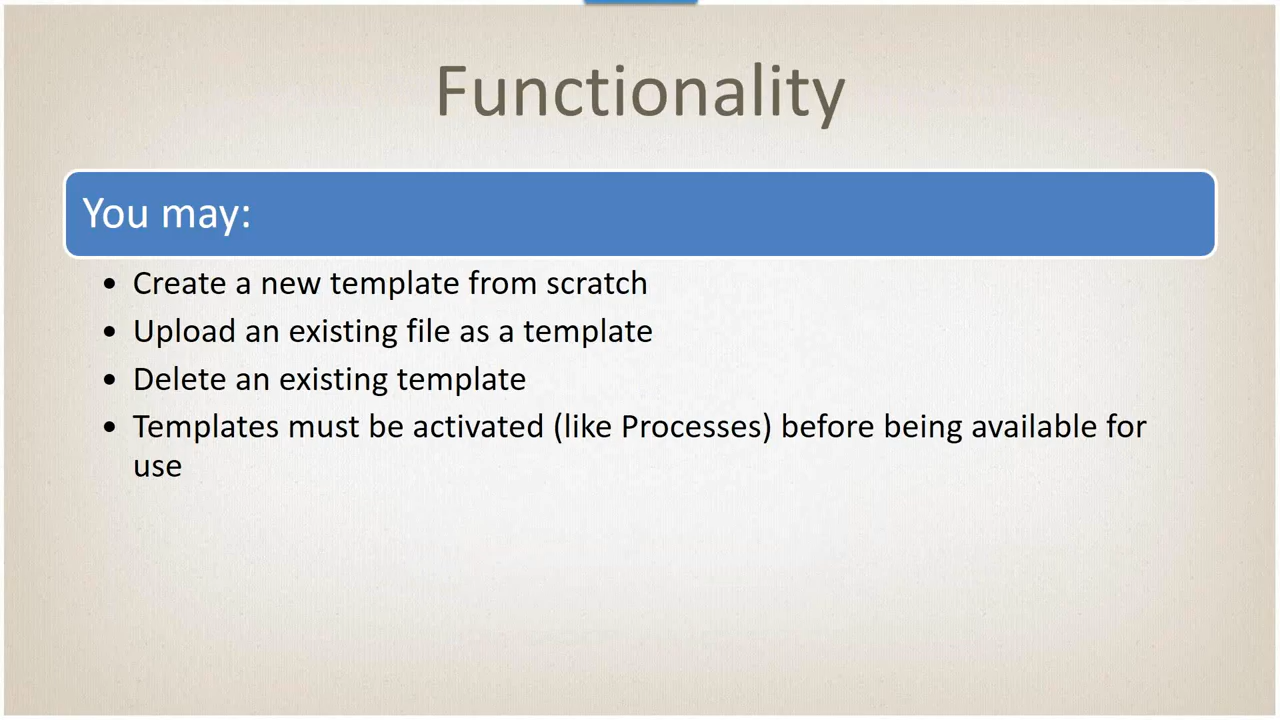 Functionality
You may:
• Create a new template from scratch
• Upload an existing file as a template
• Delete an existing template
• Templates must be activated (like Processes) before being available for
use